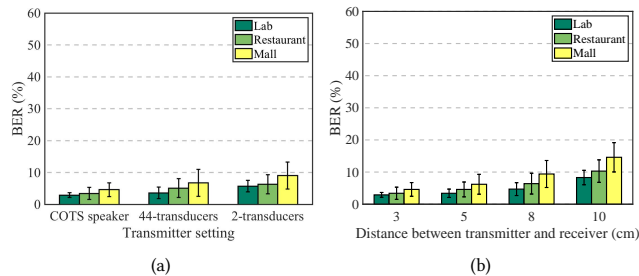 60
50
40
30
20
10
0
BER (%)
Lab
Restaurant
Mall
COTS speaker 44-transducers 2-transducers
Transmitter setting
(a)
60
50
40
30
20
10
0
BER (%)
Lab
Restaurant
Mall
3 5 8 10
Distance between transmitter and receiver (cm)
(b)